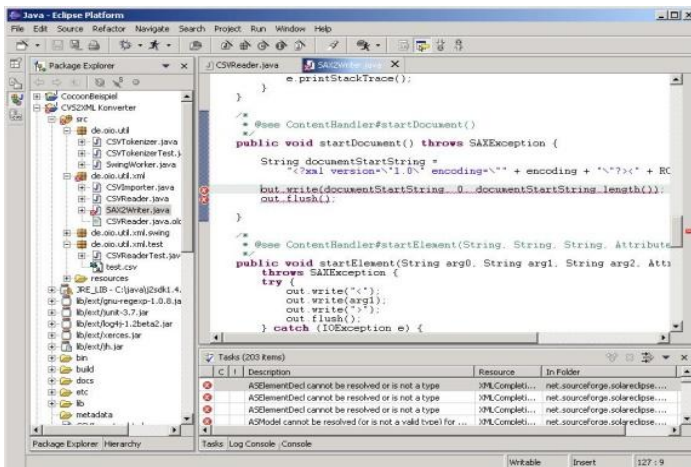 Java - Eclipse Platform
File Edit Source Refactor Navigate Search Project Run Window Help
Package Explorer
CocoonBeispiel
CVS2XML Konverter
src
de.oio.util
CSVTokenizer.java
CSVTokenizerTest.j
SwingWorker.java
de.oio.util.xml
CSVImporter.java
CSVReader.java
SAX2Writer.java
CSVReader.java.old
de.oio.util.xml.swing
de.oio.util.xml.test
CSVReaderTest.jav
test.csv
resources
JRE_LIB - C:\java\j2sdk1.4.
lib/ext/gnu-regexp-1.0.8.ja
lib/ext/junit-3.7.jar
lib/ext/log4j-1.2beta2.jar
lib/ext/xerces.jar
lib/ext/jh.jar
bin
build
docs
etc
lib
metadata
Package Explorer Hierarchy
CSVReader.java SAX2Writer.java
e.printStackTrace();
}
}
/*
* @see ContentHandler#startDocument()
*/
public void startDocument() throws SAXException {
String documentStartString =
"<?xml version=\"1.0\" encoding=\"" + encoding + "\"?><" + RO
out.write(documentStartString, 0, documentStartString.length());
out.flush();
}
/*
* @see ContentHandler#startElement(String, String, String, Attribute
*/
public void startElement(String arg0, String arg1, String arg2, Attr
throws SAXException {
try {
out.write("<");
out.write(arg1);
out.write(">");
out.flush();
} catch (IOException e) {
Tasks (203 items)
C ! Description Resource In Folder
ASElementDecl cannot be resolved or is not a type XMLCompleti... net.sourceforge.solareclipse....
ASElementDecl cannot be resolved or is not a type XMLCompleti... net.sourceforge.solareclipse....
ASElementDecl cannot be resolved or is not a type XMLCompleti... net.sourceforge.solareclipse....
ASModel cannot be resolved (or is not a valid type) for ... XMLCompleti... net.sourceforge.solareclipse....
Tasks Log Console Console
Writable Insert 127 : 9